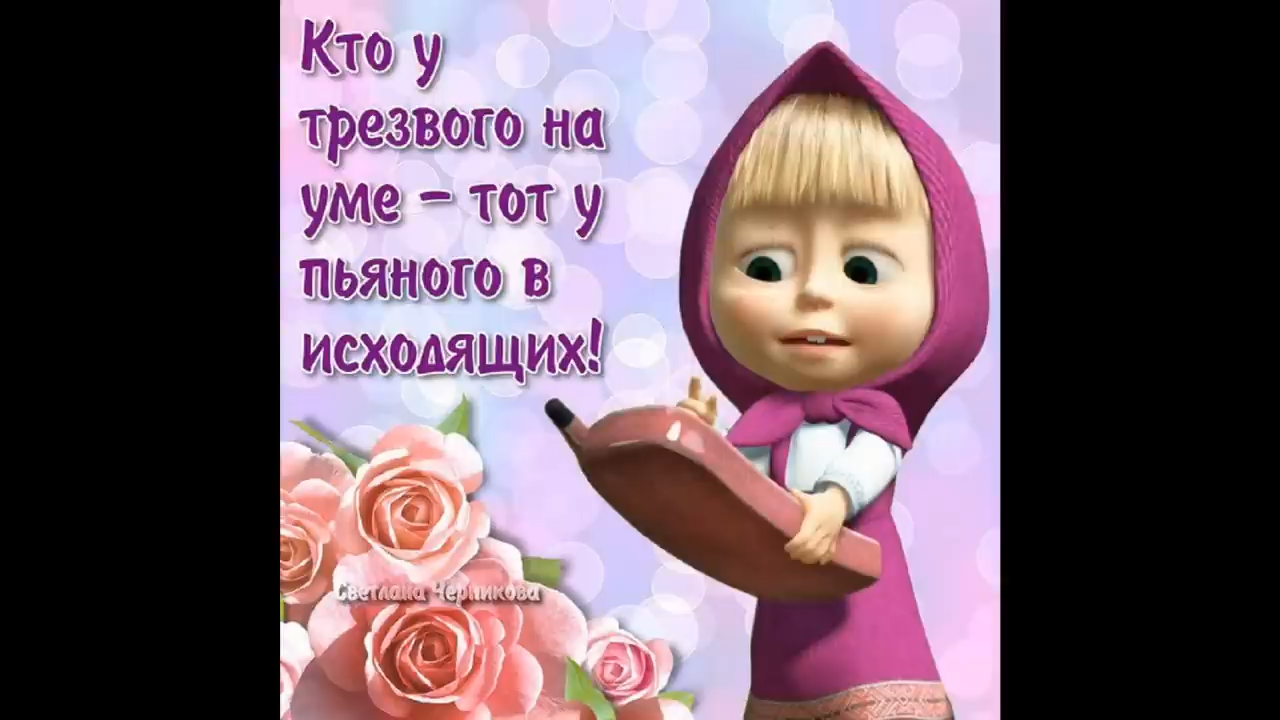 Кто у
трезвого на
уме – тот у
пьяного в
исходящих!
Светлана Черникова